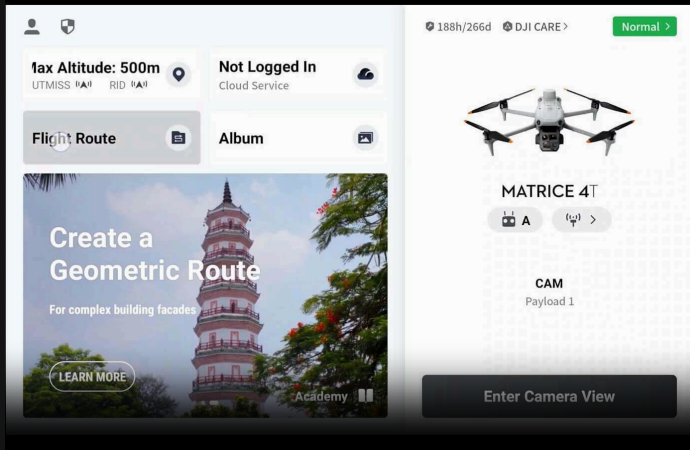 188h/266d DJI CARE >
Normal >
Max Altitude: 500m
UTMISS RID
Not Logged In
Cloud Service
Flight Route
Album
Create a
Geometric Route
For complex building facades
LEARN MORE
Academy
MATRICE 4T
A
>
CAM
Payload 1
Enter Camera View